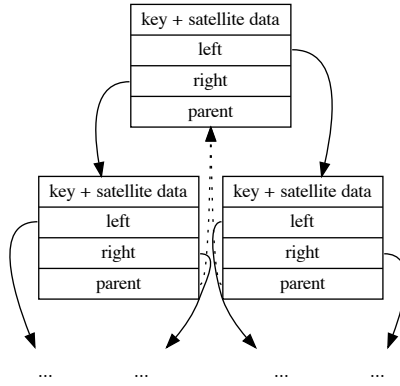 key + satellite data
left
right
parent
key + satellite data
left
right
parent
key + satellite data
left
right
parent
...
...
...
...